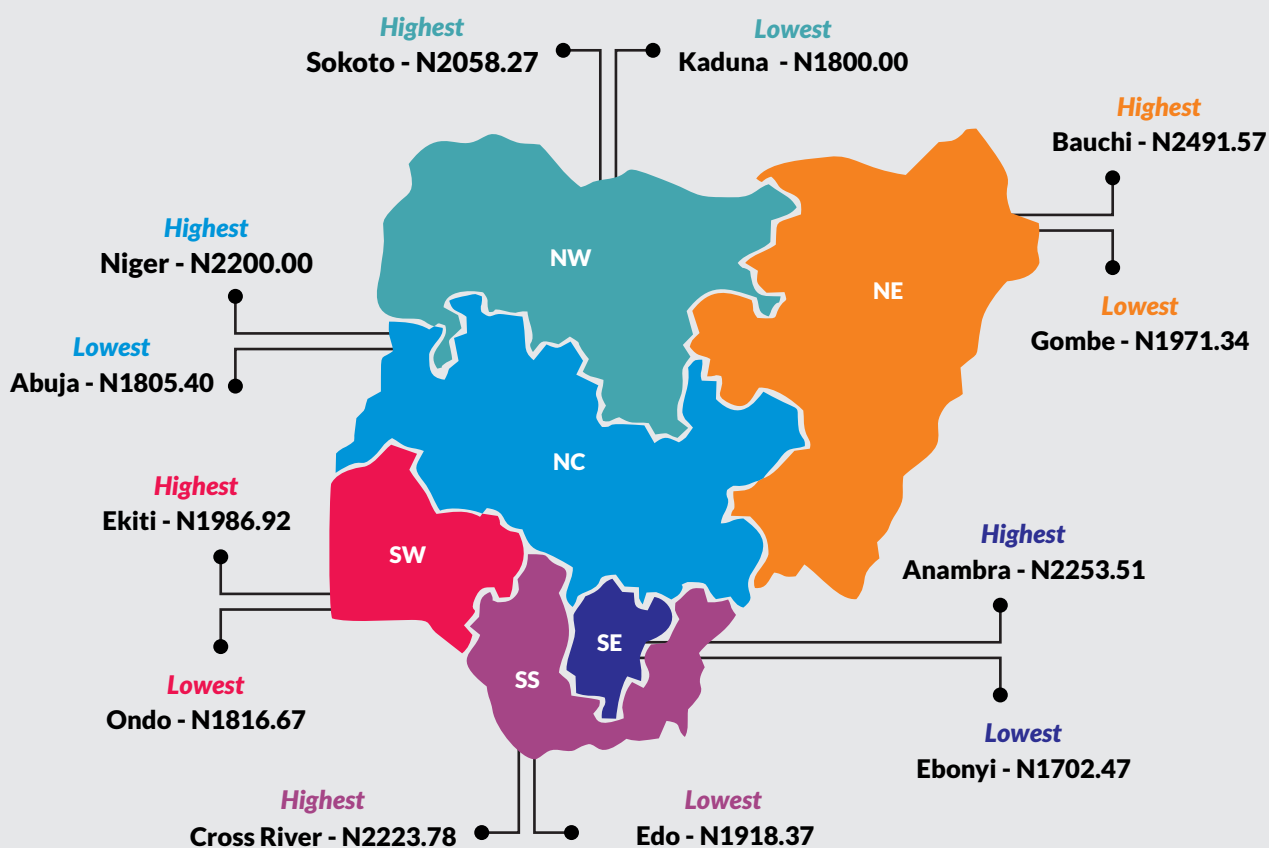 Highest
Sokoto - N2058.27
Lowest
Kaduna - N1800.00
Highest
Bauchi - N2491.57
Lowest
Gombe - N1971.34
Highest
Niger - N2200.00
Lowest
Abuja - N1805.40
NW
NE
NC
SW
SE
SS
Highest
Ekiti - N1986.92
Lowest
Ondo - N1816.67
Highest
Anambra - N2253.51
Lowest
Ebonyi - N1702.47
Highest
Cross River - N2223.78
Lowest
Edo - N1918.37